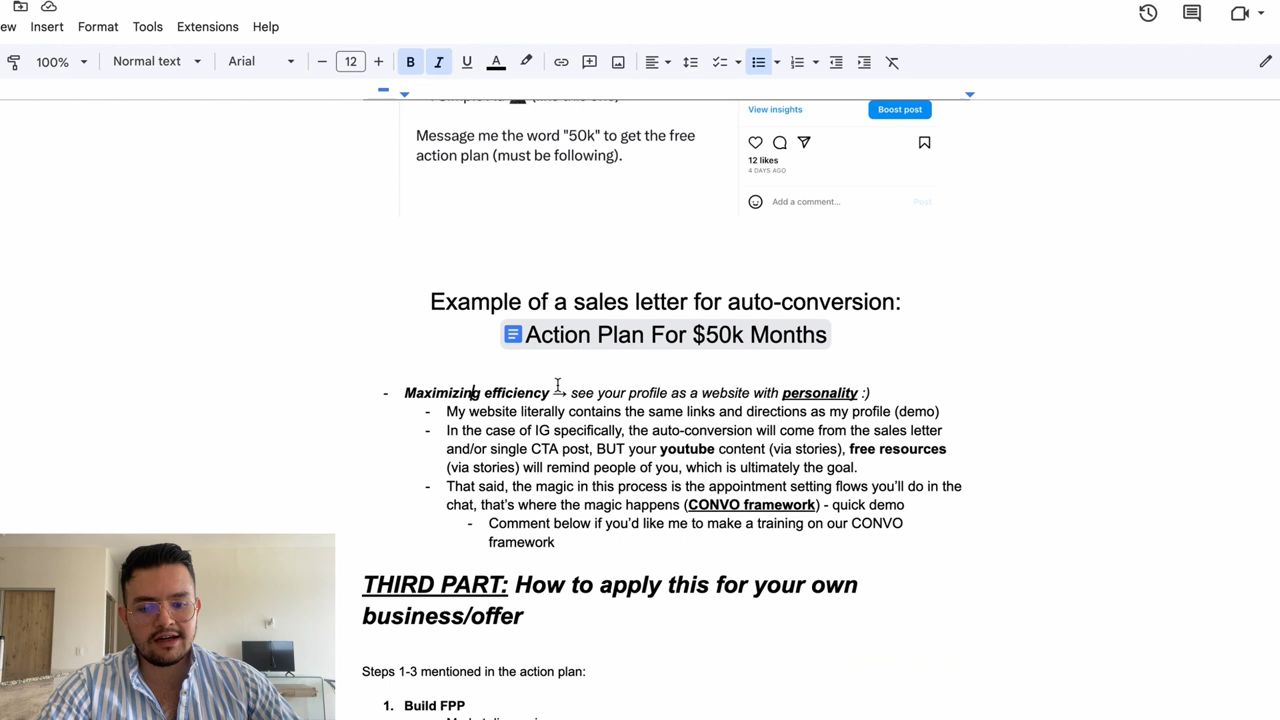 Insert Format Tools Extensions Help
100% Normal text Arial − 12 + B I U A
Message me the word "50k" to get the free
action plan (must be following).
View insights
Boost post
12 likes
4 DAYS AGO
Add a comment...
Post
Example of a sales letter for auto-conversion:
Action Plan For $50k Months
- Maximizing efficiency → see your profile as a website with personality :)
- My website literally contains the same links and directions as my profile (demo)
- In the case of IG specifically, the auto-conversion will come from the sales letter
and/or single CTA post, BUT your youtube content (via stories), free resources
(via stories) will remind people of you, which is ultimately the goal.
- That said, the magic in this process is the appointment setting flows you'll do in the
chat, that's where the magic happens (CONVO framework) - quick demo
- Comment below if you'd like me to make a training on our CONVO
framework
THIRD PART: How to apply this for your own
business/offer
Steps 1-3 mentioned in the action plan:
1. Build FPP